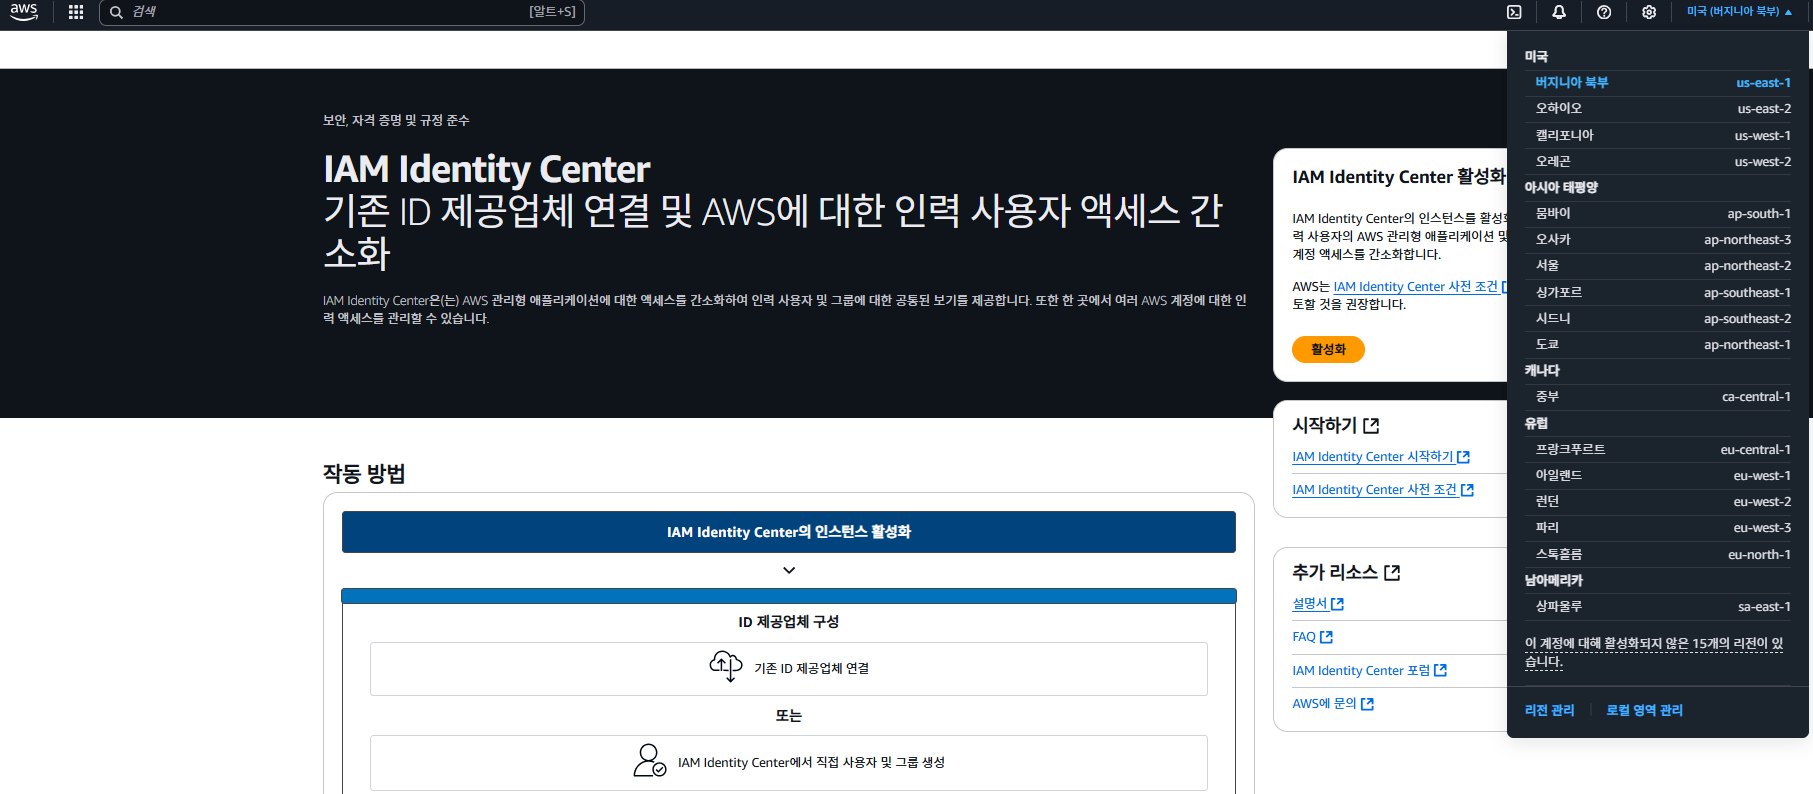 aws
검색
[알트+S]
미국 (버지니아 북부)
보안, 자격 증명 및 규정 준수
IAM Identity Center
기존 ID 제공업체 연결 및 AWS에 대한 인력 사용자 액세스 간
소화
IAM Identity Center은(는) AWS 관리형 애플리케이션에 대한 액세스를 간소화하여 인력 사용자 및 그룹에 대한 공통된 보기를 제공합니다. 또한 한 곳에서 여러 AWS 계정에 대한 인
력 액세스를 관리할 수 있습니다.
IAM Identity Center 활성화
IAM Identity Center의 인스턴스를 활성
력 사용자의 AWS 관리형 애플리케이션 및
계정 액세스를 간소화합니다.
AWS는 IAM Identity Center 사전 조건
토할 것을 권장합니다.
활성화
시작하기
IAM Identity Center 시작하기
IAM Identity Center 사전 조건
추가 리소스
설명서
FAQ
IAM Identity Center 포럼
AWS에 문의
작동 방법
IAM Identity Center의 인스턴스 활성화
ID 제공업체 구성
기존 ID 제공업체 연결
또는
IAM Identity Center에서 직접 사용자 및 그룹 생성
미국
버지니아 북부 us-east-1
오하이오 us-east-2
캘리포니아 us-west-1
오레곤 us-west-2
아시아 태평양
뭄바이 ap-south-1
오사카 ap-northeast-3
서울 ap-northeast-2
싱가포르 ap-southeast-1
시드니 ap-southeast-2
도쿄 ap-northeast-1
캐나다
중부 ca-central-1
유럽
프랑크푸르트 eu-central-1
아일랜드 eu-west-1
런던 eu-west-2
파리 eu-west-3
스톡홀름 eu-north-1
남아메리카
상파울루 sa-east-1
이 계정에 대해 활성화되지 않은 15개의 리전이 있
습니다.
리전 관리
로컬 영역 관리